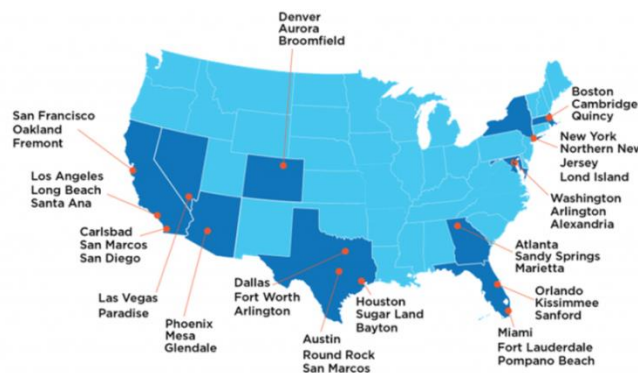 Denver
Aurora
Broomfield
Boston
Cambridge
Quincy
San Francisco
Oakland
Fremont
New York
Northern New
Jersey
Lond Island
Los Angeles
Long Beach
Santa Ana
Washington
Arlington
Alexandria
Carlsbad
San Marcos
San Diego
Atlanta
Sandy Springs
Marietta
Las Vegas
Paradise
Dallas
Fort Worth
Arlington
Houston
Sugar Land
Bayton
Orlando
Kissimmee
Sanford
Phoenix
Mesa
Glendale
Austin
Round Rock
San Marcos
Miami
Fort Lauderdale
Pompano Beach